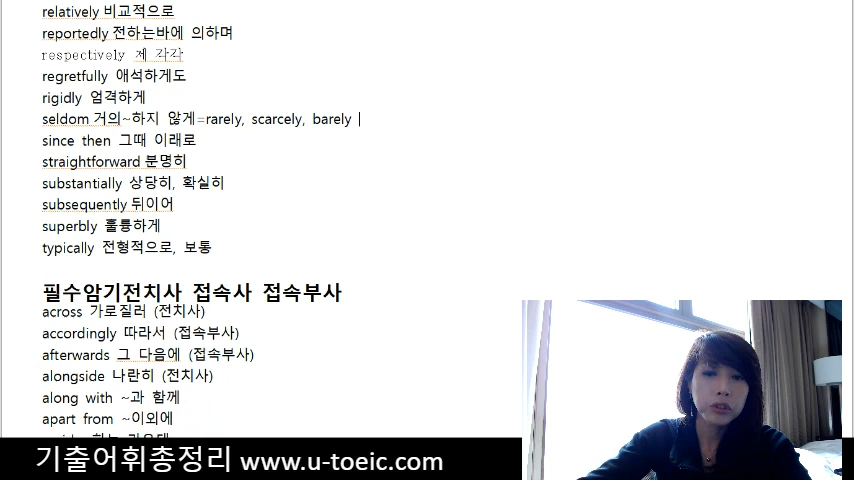 relatively 비교적으로
reportedly 전하는바에 의하며
respectively 제 각각
regretfully 애석하게도
rigidly 엄격하게
seldom 거의~하지 않게=rarely, scarcely, barely
since then 그때 이래로
straightforward 분명히
substantially 상당히, 확실히
subsequently 뒤이어
superbly 훌륭하게
typically 전형적으로, 보통
필수암기전치사 접속사 접속부사
across 가로질러 (전치사)
accordingly 따라서 (접속부사)
afterwards 그 다음에 (접속부사)
alongside 나란히 (전치사)
along with ~과 함께
apart from ~이외에
기출어휘총정리 www.u-toeic.com